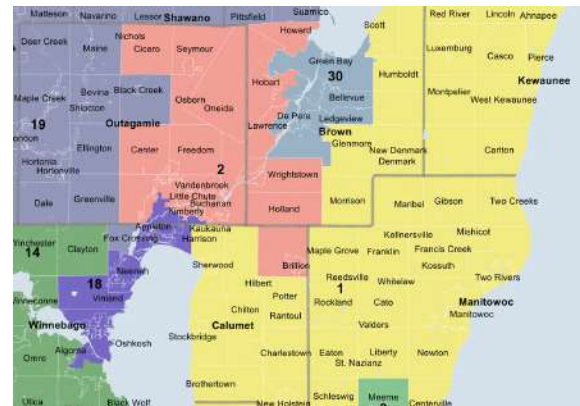 Matteson Navarino Lessor Shawano Pittsfield Suamico
Scott Red River Lincoln Ahnapee
Nichols Howard
Deer Creek Maine Cicero Seymour Luxemburg
Green Bay Casco Pierce
30 Humboldt
Hobart Kewaunee
Bovina Black Creek Bellevue Montpelier
Maple Creek Osborn West Kewaunee
Shiocton Oneida
19 Outagamie Lawrence De Pere Ledgeview
Brown
Ellington Center Freedom Glenmore
Hortonia New Denmark Carlton
Hortonville Denmark
2 Wrightstown
Vandenbroek
Little Chute
Dale Greenville Buchanan Holland Morrison Maribel Gibson Two Creeks
Kimberly
Appleton Kaukauna
Fox Crossing Harrison Kellnersville Mishicot
14 Clayton Maple Grove Franklin Francis Creek
Sherwood Brillion Kossuth
Neenah Reedsville
18 Hilbert 1 Whitelaw Two Rivers
Vinland Potter Rockland Cato Manitowoc
Winnebago Chilton Rantoul Manitowoc
Calumet Valders
Oshkosh Stockbridge
Algoma Charlestown Eaton Liberty Newton
Omro St. Nazianz
Brothertown
Utica Black Wolf New Holstein Schleswig Meeme Centerville